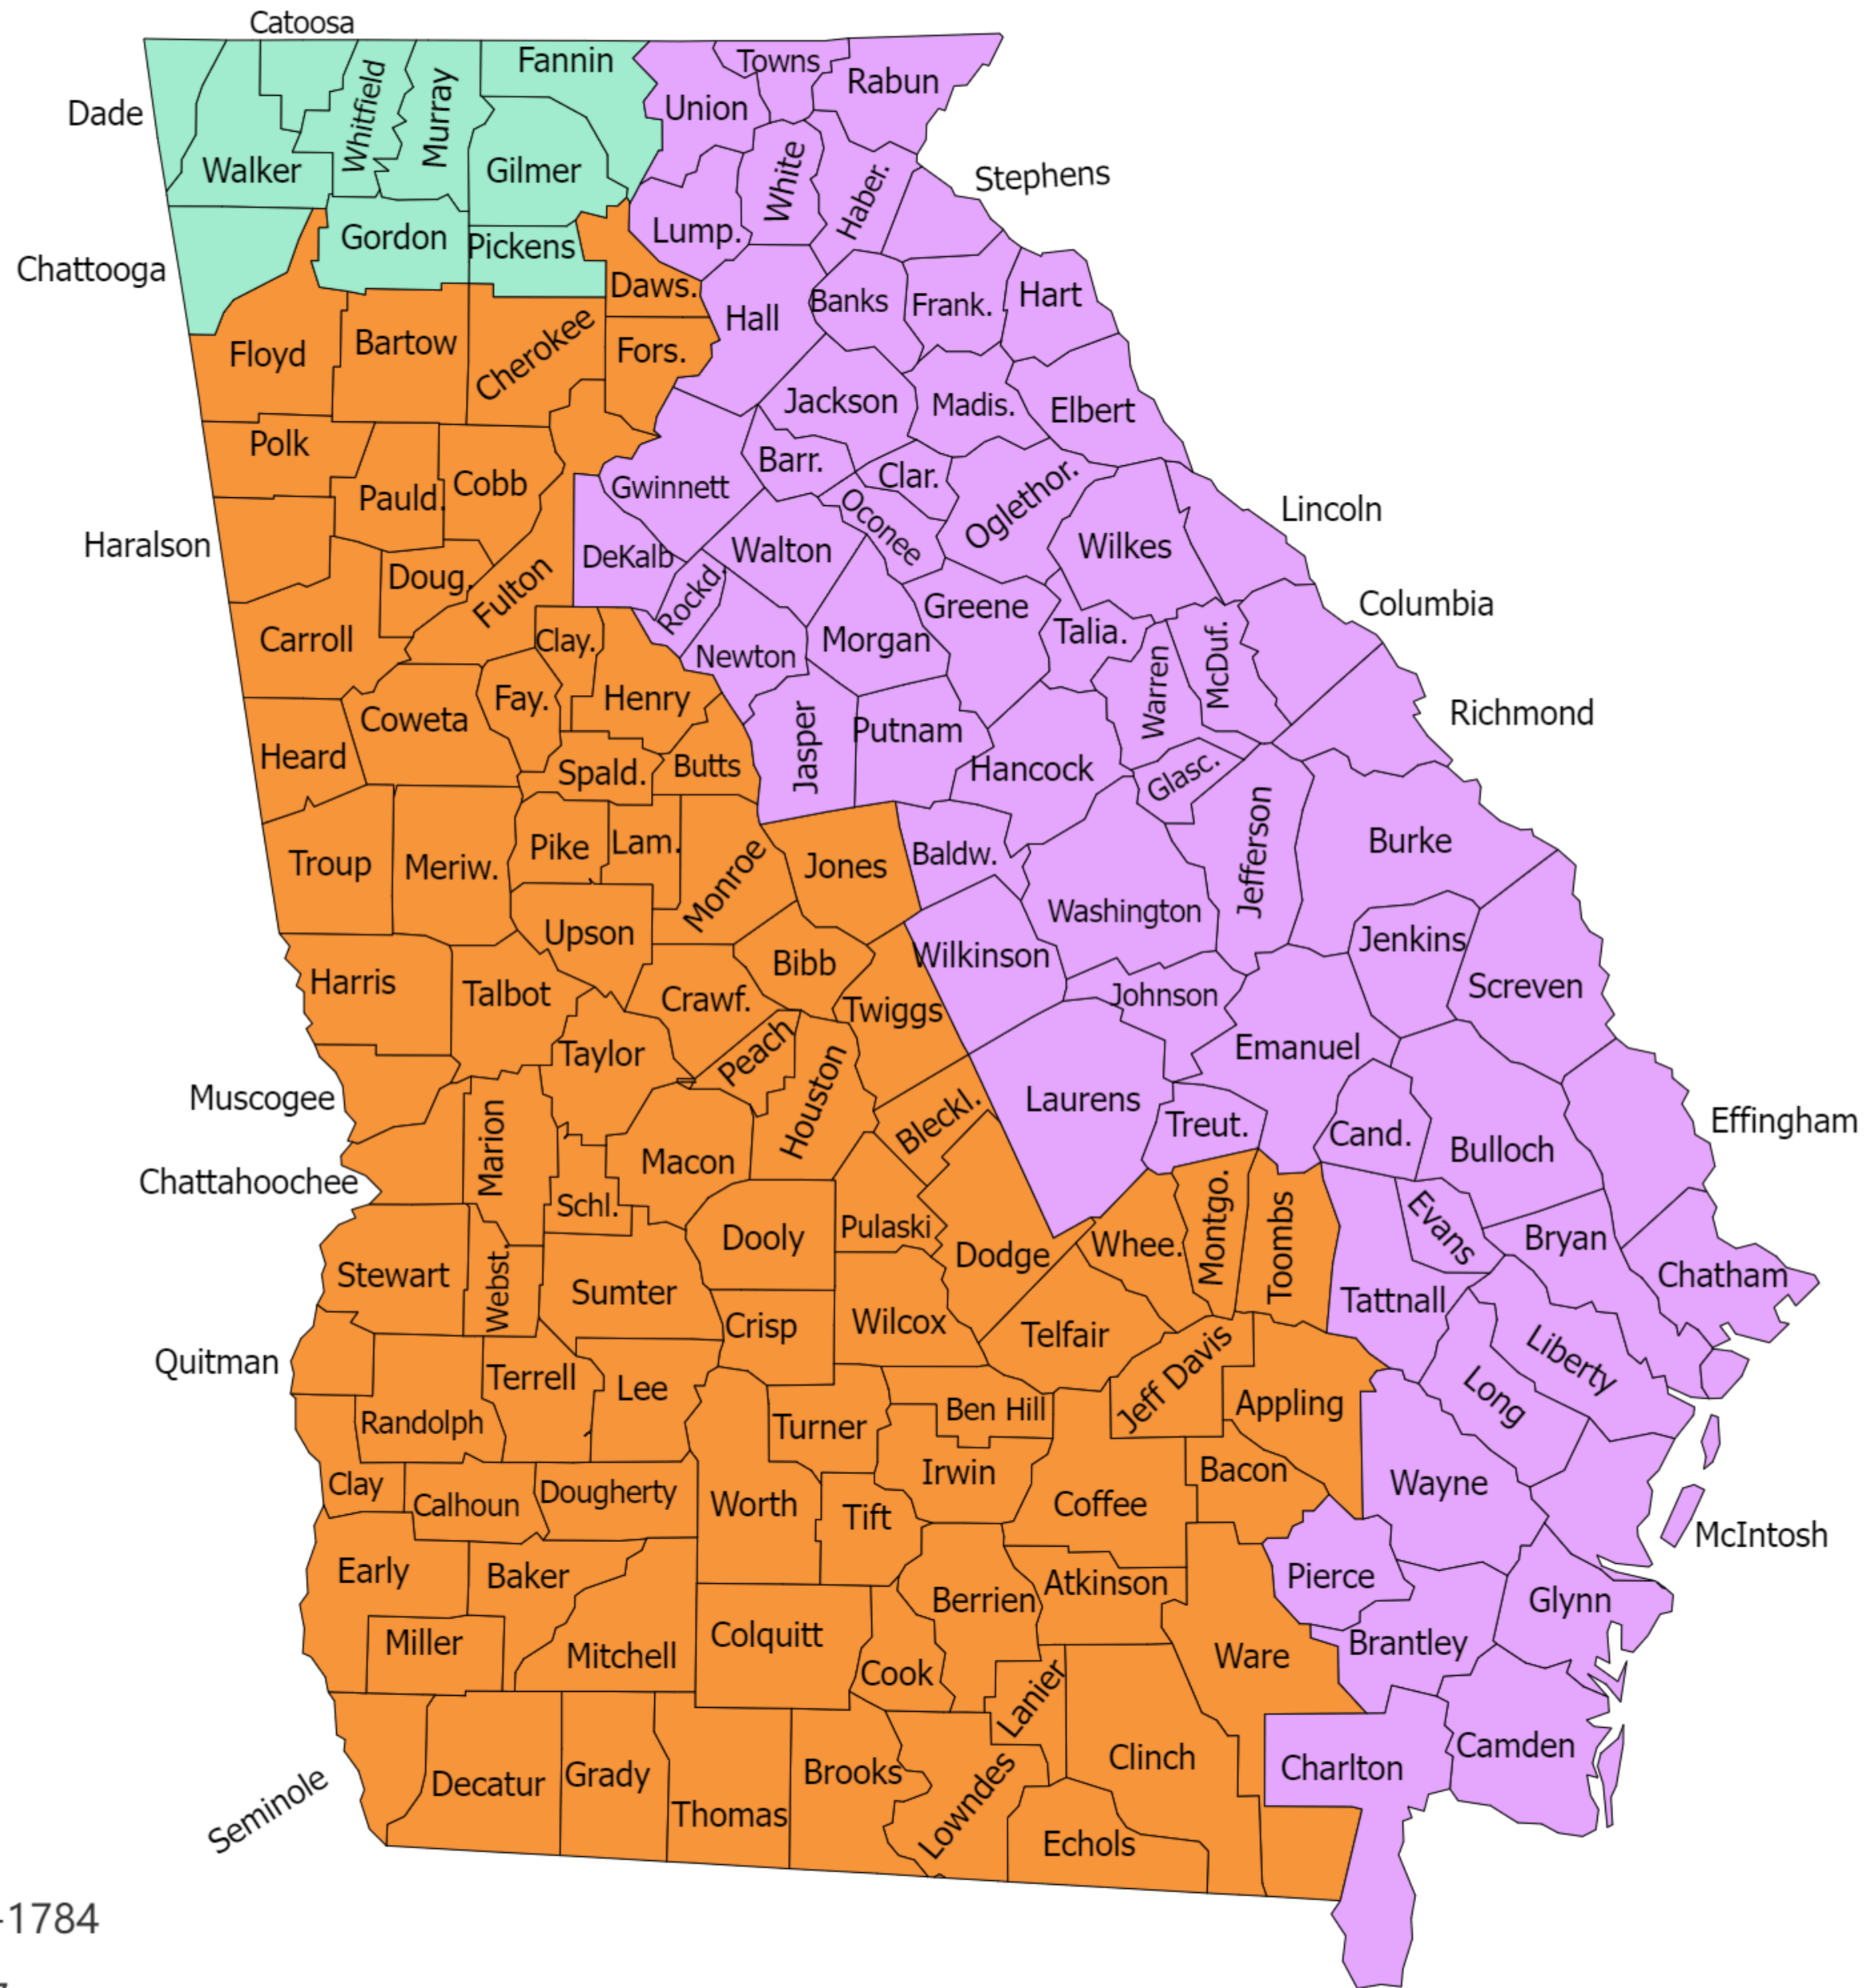 Catoosa
Fannin
Towns
Rabun
Union
Dade
Whitfield
Murray
Walker
Gilmer
White
Haber.
Stephens
Lump.
Gordon
Pickens
Chattooga
Daws.
Hall
Banks
Frank.
Hart
Floyd
Bartow
Cherokee
Fors.
Jackson
Madis.
Elbert
Polk
Pauld.
Cobb
Gwinnett
Barr.
Clar.
Oconee
Oglethor.
Lincoln
Haralson
Doug.
Fulton
DeKalb
Rockd.
Walton
Wilkes
Columbia
Carroll
Clay.
Newton
Morgan
Greene
Talia.
Warren
McDuf.
Richmond
Heard
Coweta
Fay.
Henry
Spald.
Butts
Jasper
Putnam
Hancock
Glasc.
Jefferson
Burke
Troup
Meriw.
Pike
Lam.
Monroe
Jones
Baldw.
Washington
Upson
Bibb
Wilkinson
Jenkins
Screven
Harris
Talbot
Crawf.
Twiggs
Johnson
Emanuel
Muscogee
Taylor
Peach
Houston
Bleckl.
Laurens
Treut.
Cand.
Bulloch
Effingham
Chattahoochee
Marion
Schl.
Macon
Dooly
Pulaski
Dodge
Whee.
Montgo.
Toombs
Evans
Bryan
Chatham
Stewart
Webst.
Sumter
Crisp
Wilcox
Telfair
Jeff Davis
Tattnall
Liberty
Long
Quitman
Randolph
Terrell
Lee
Turner
Ben Hill
Irwin
Appling
Bacon
Wayne
McIntosh
Clay
Calhoun
Dougherty
Worth
Tift
Coffee
Early
Baker
Miller
Mitchell
Colquitt
Cook
Berrien
Atkinson
Ware
Pierce
Brantley
Glynn
Seminole
Decatur
Grady
Thomas
Brooks
Lowndes
Lanier
Echols
Clinch
Charlton
Camden
-1784